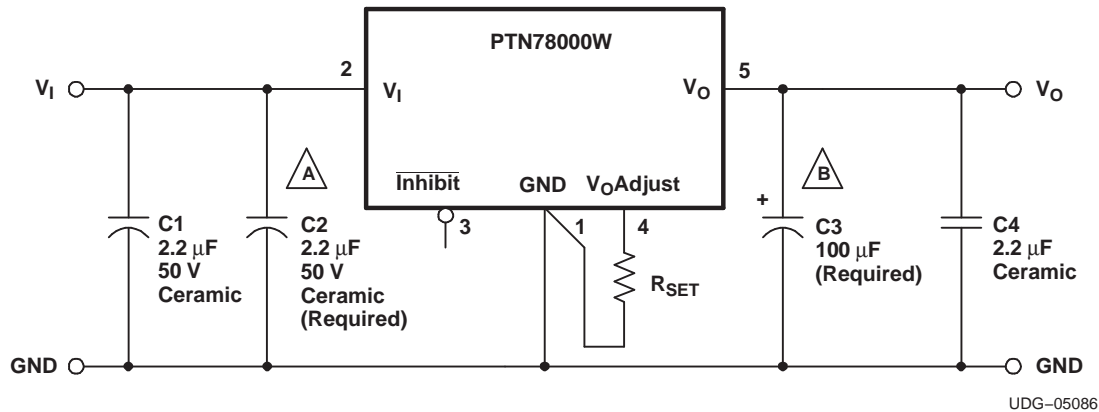 PTN78000W
2
5
V_I
V_I
V_O
V_O
A
Inhibit
GND
V_OAdjust
B
+
3
1
4
C1
2.2 μF
50 V
Ceramic
C2
2.2 μF
50 V
Ceramic
(Required)
R_SET
C3
100 μF
(Required)
C4
2.2 μF
Ceramic
GND
GND
UDG–05086